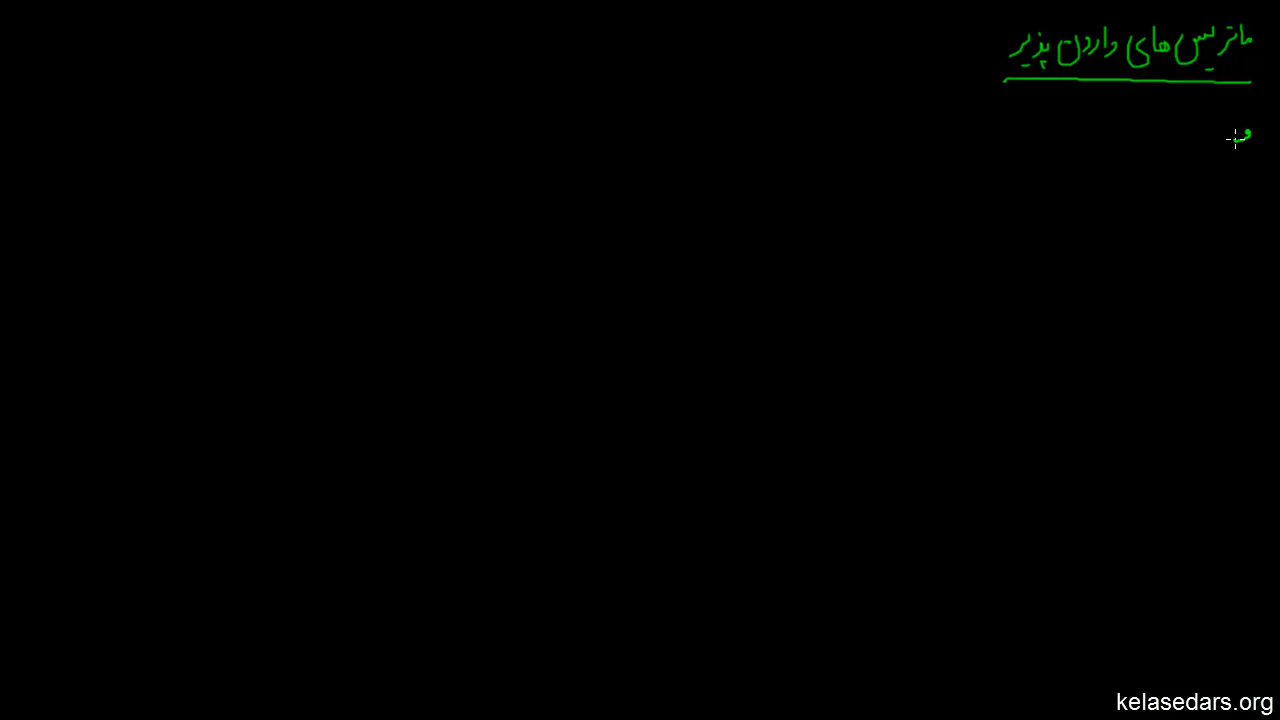 ماتریس های وارون پذیر
kelasedars.org